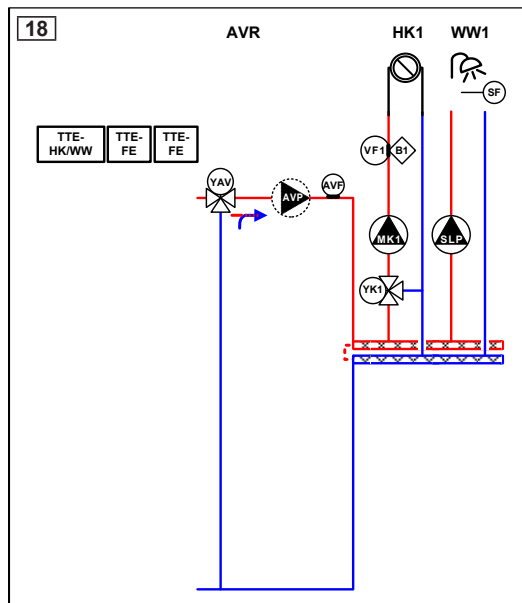 18
AVR HK1 WW1
SF
TTE-
HK/WW
TTE-
FE
TTE-
FE
VF1 B1
YAV
AVP
AVF
MK1
SLP
YK1